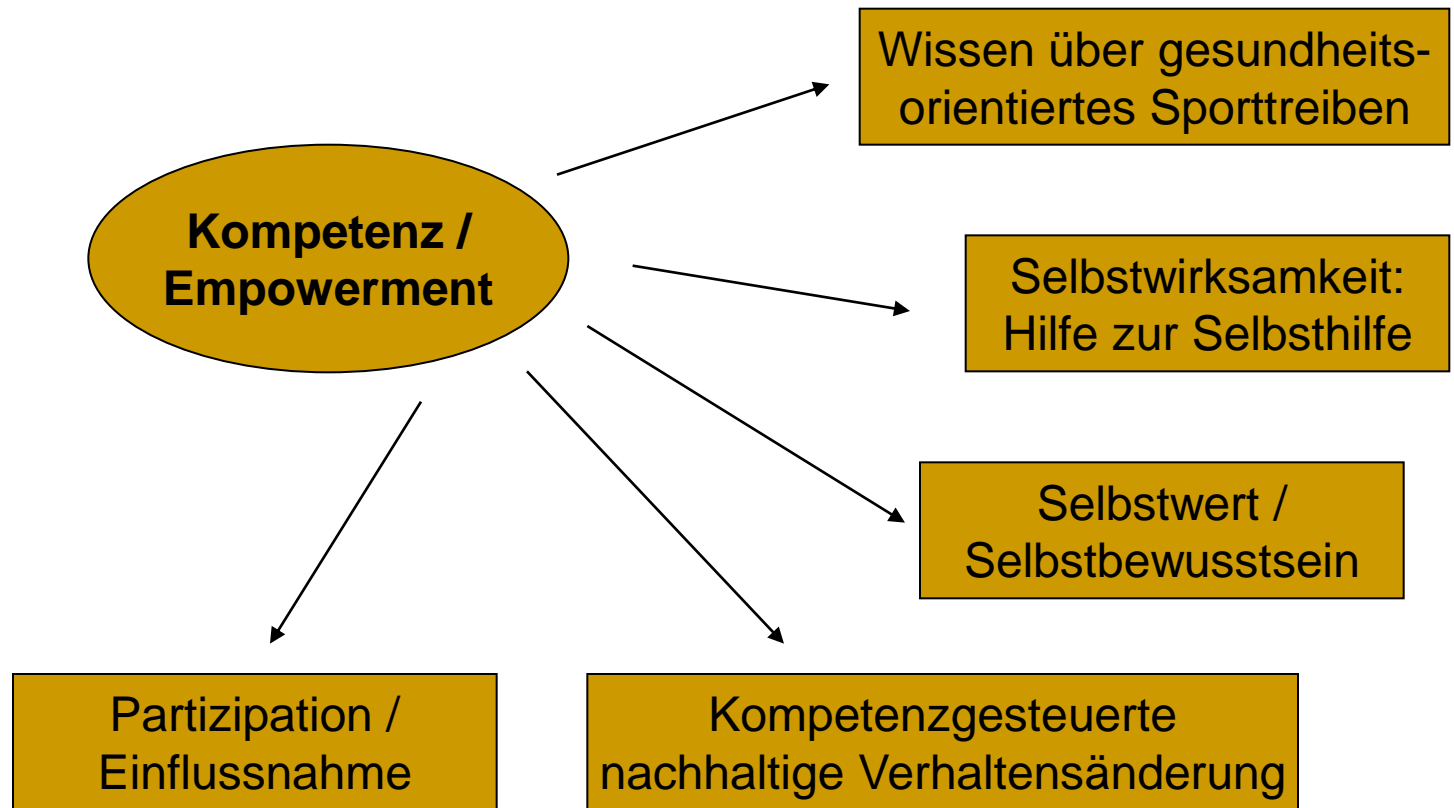 Wissen über gesundheits-
orientiertes Sporttreiben
Kompetenz /
Empowerment
Selbstwirksamkeit:
Hilfe zur Selbsthilfe
Selbstwert /
Selbstbewusstsein
Partizipation /
Einflussnahme
Kompetenzgesteuerte
nachhaltige Verhaltensänderung